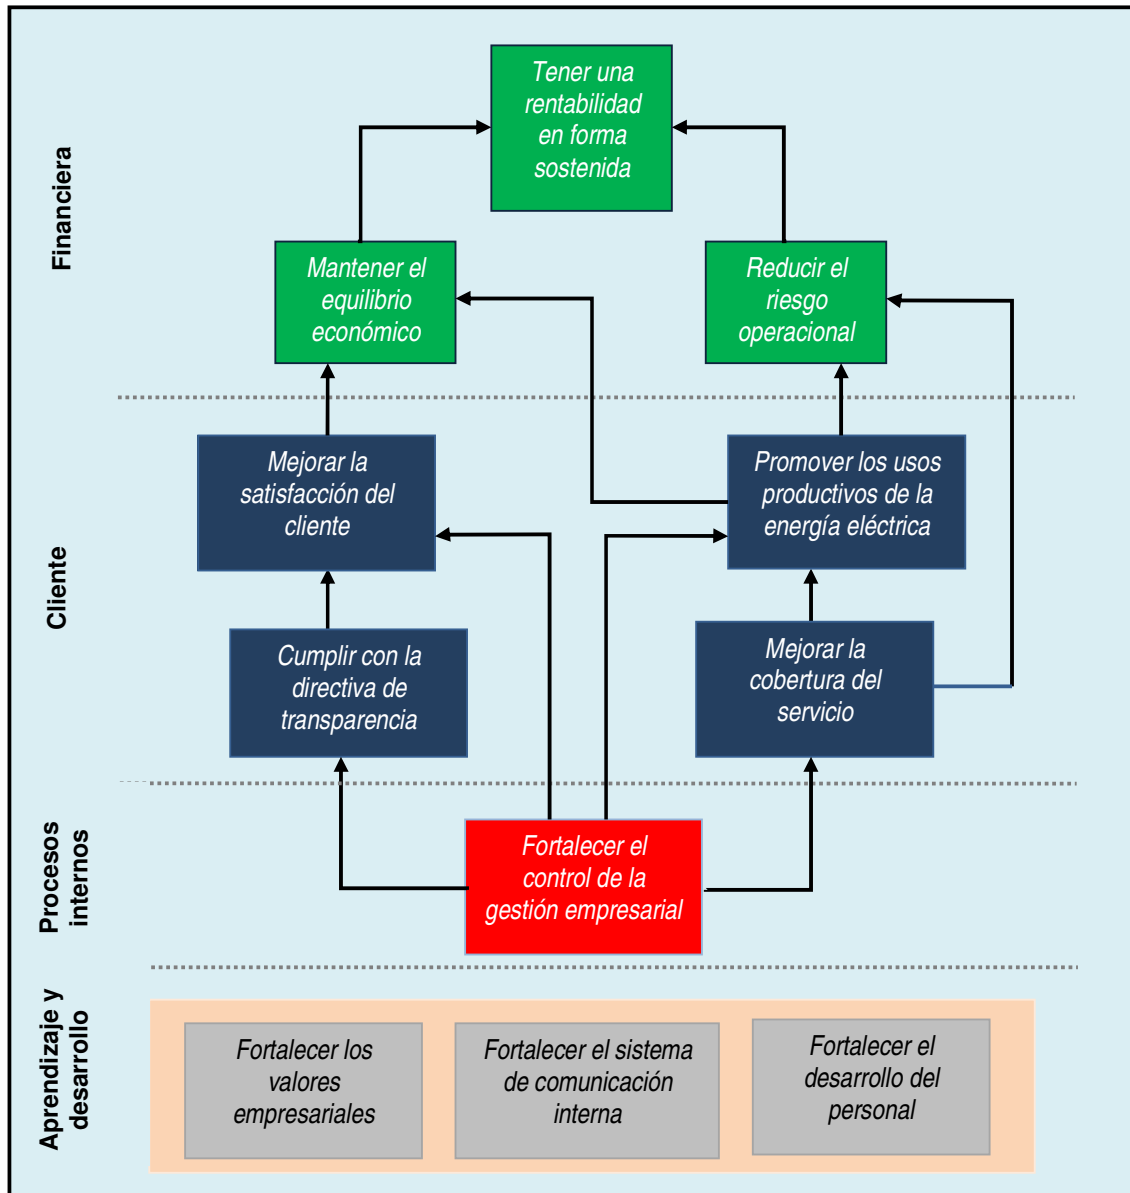 Financiera
Tener una
rentabilidad
en forma
sostenida
Mantener el
equilibrio
económico
Reducir el
riesgo
operacional
Cliente
Mejorar la
satisfacción del
cliente
Promover los usos
productivos de la
energía eléctrica
Cumplir con la
directiva de
transparencia
Mejorar la
cobertura del
servicio
Procesos
internos
Fortalecer el
control de la
gestión empresarial
Aprendizaje y
desarrollo
Fortalecer los
valores
empresariales
Fortalecer el sistema
de comunicación
interna
Fortalecer el
desarrollo del
personal